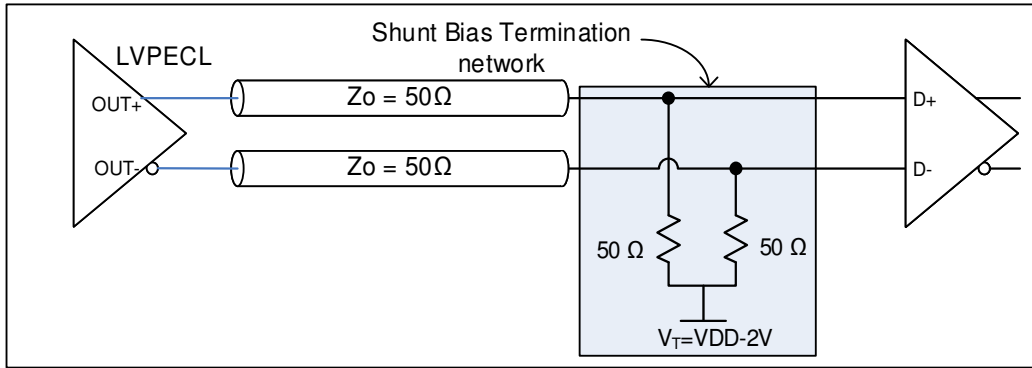 Shunt Bias Termination
network
LVPECL
OUT+
Zo = 50Ω
D+
OUT-
Zo = 50Ω
D-
50 Ω
50 Ω
VT=VDD-2V